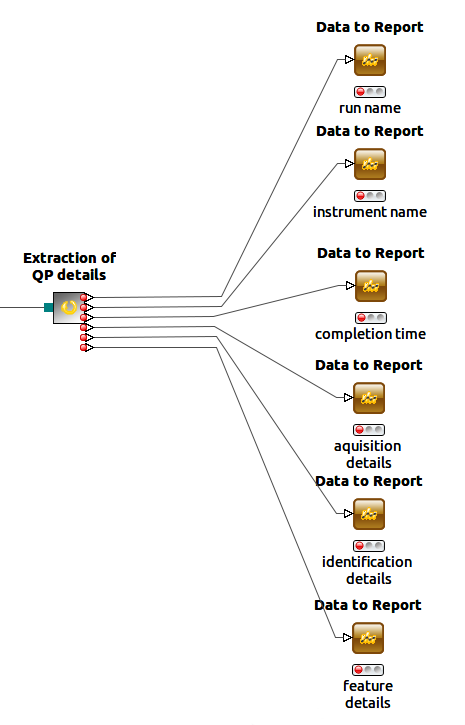 Data to Report
run name
Data to Report
instrument name
Extraction of
QP details
Data to Report
completion time
Data to Report
aquisition
details
Data to Report
identification
details
Data to Report
feature
details